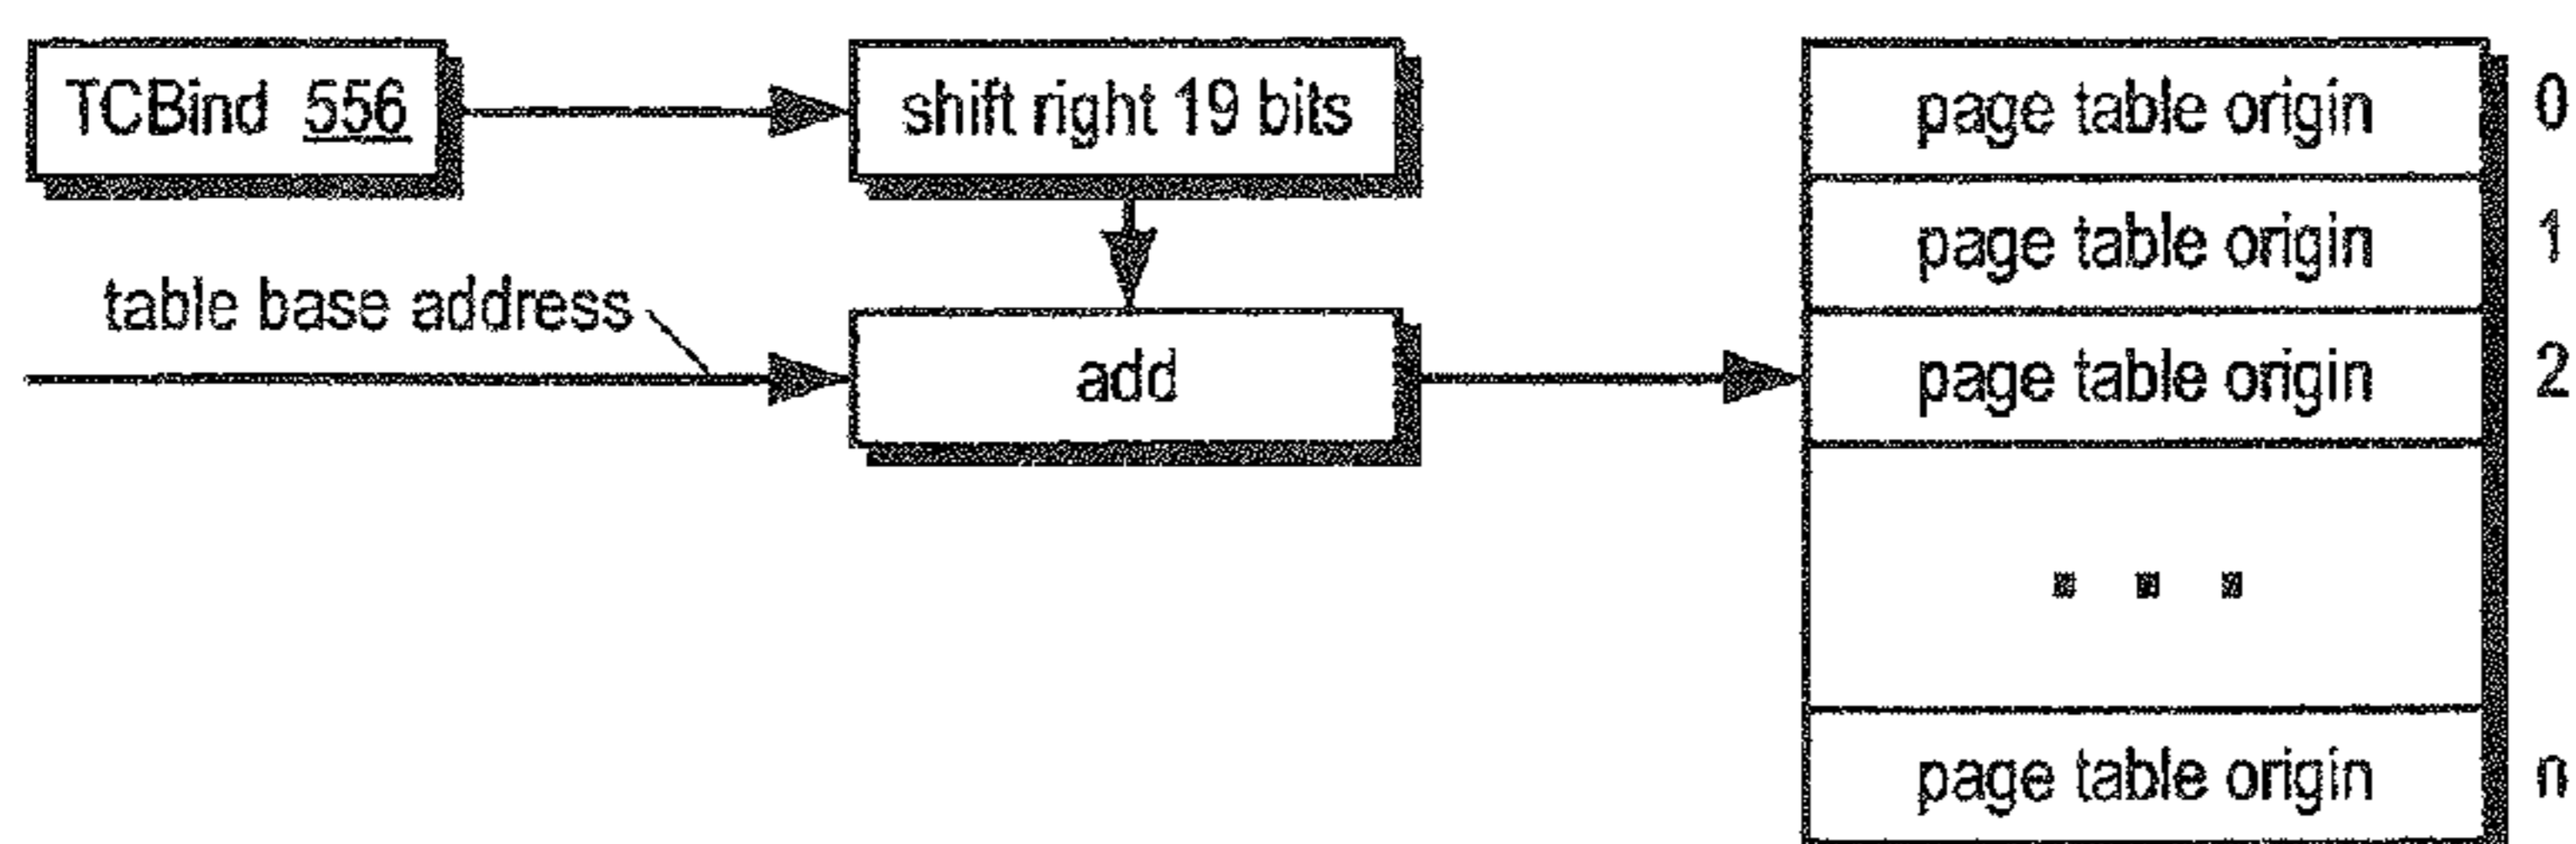 TCBind 556
shift right 19 bits
table base address
add
page table origin 0
page table origin 1
page table origin 2
page table origin n